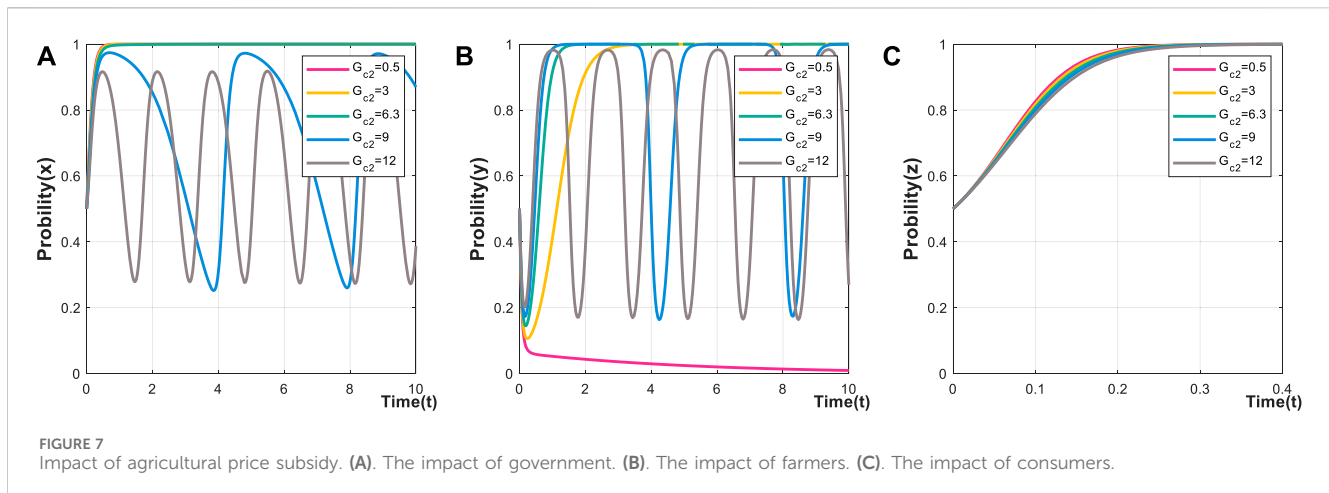 A
Probility(x)
1
0.8
0.6
0.4
0.2
0
0
2
4
6
8
10
Time(t)
G_c2=0.5
G_c2=3
G_c2=6.3
G_c2=9
G_c2=12
B
Probility(y)
1
0.8
0.6
0.4
0.2
0
0
2
4
6
8
10
Time(t)
G_c2=0.5
G_c2=3
G_c2=6.3
G_c2=9
G_c2=12
C
Probility(z)
1
0.8
0.6
0.4
0.2
0
0
0.1
0.2
0.3
0.4
Time(t)
G_c2=0.5
G_c2=3
G_c2=6.3
G_c2=9
G_c2=12
FIGURE 7
Impact of agricultural price subsidy. (A). The impact of government. (B). The impact of farmers. (C). The impact of consumers.